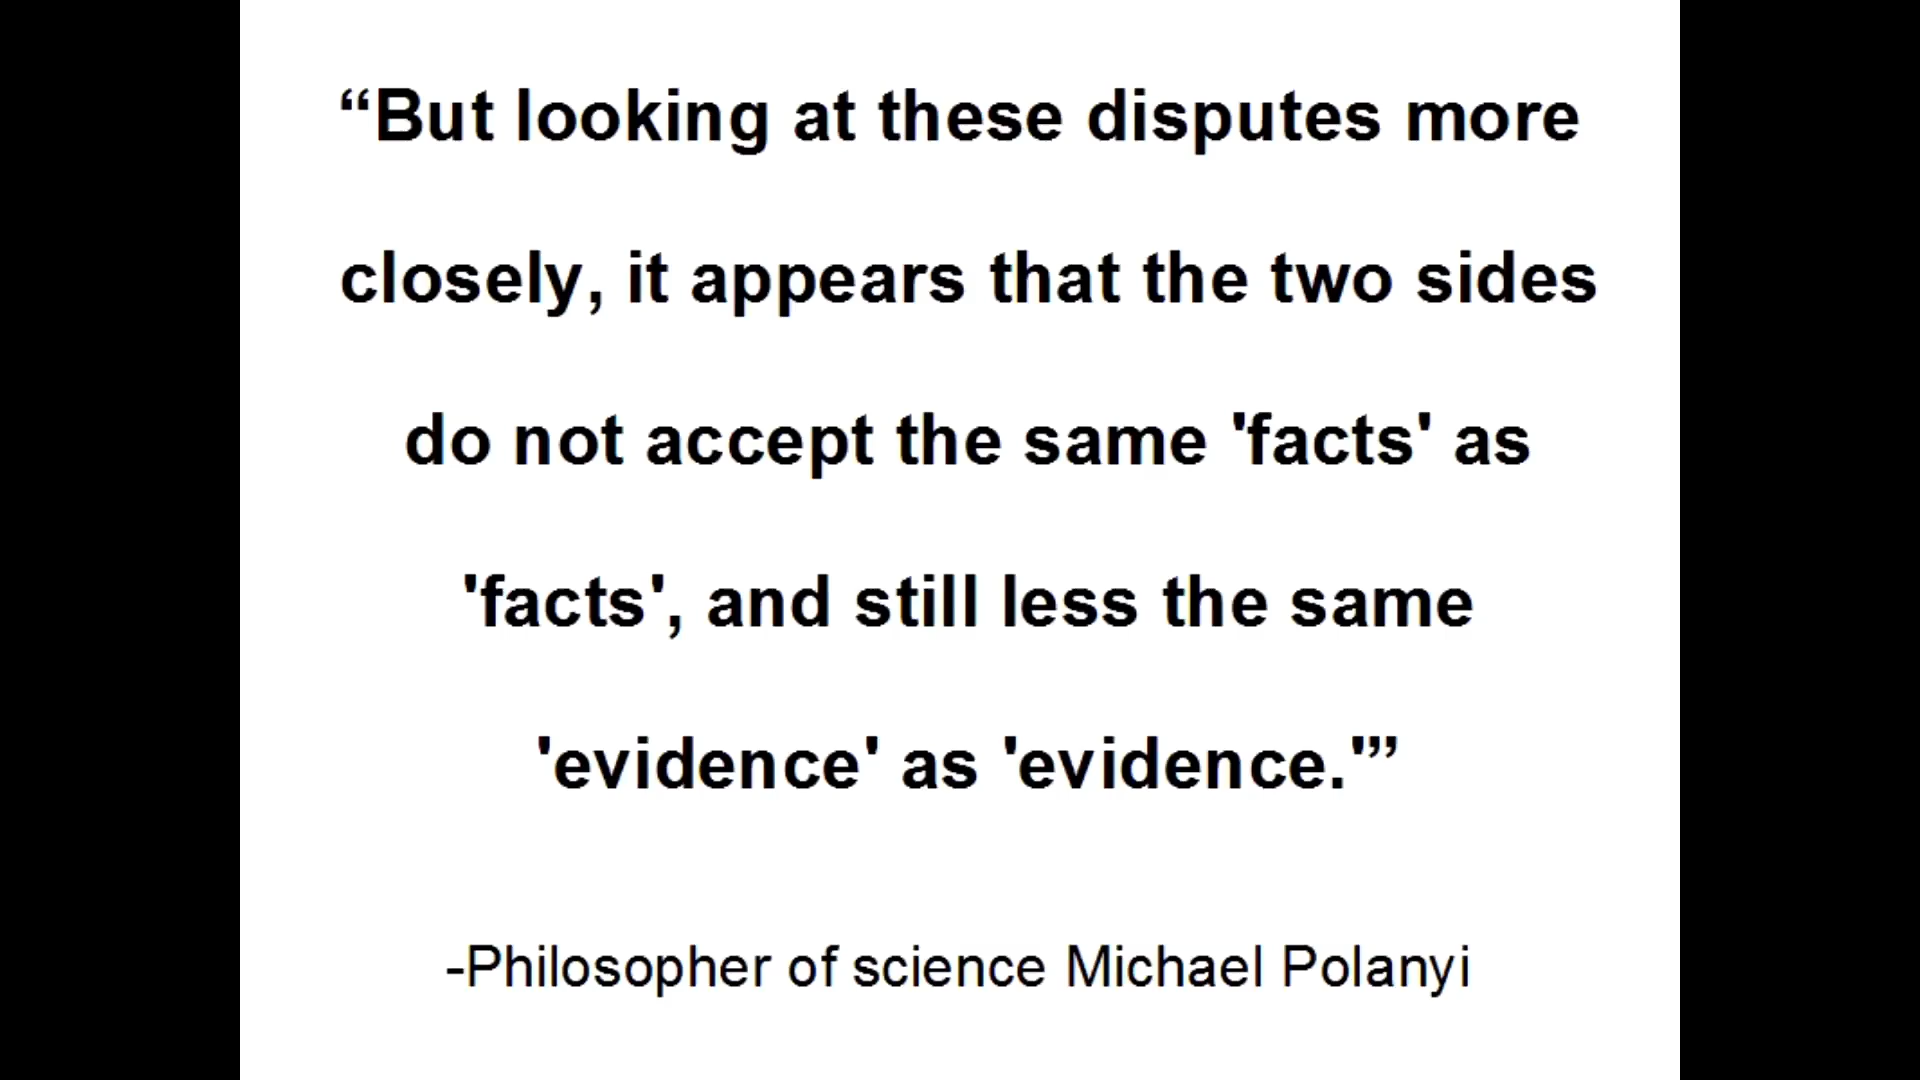 “But looking at these disputes more
closely, it appears that the two sides
do not accept the same 'facts' as
'facts', and still less the same
'evidence' as 'evidence.'”
-Philosopher of science Michael Polanyi